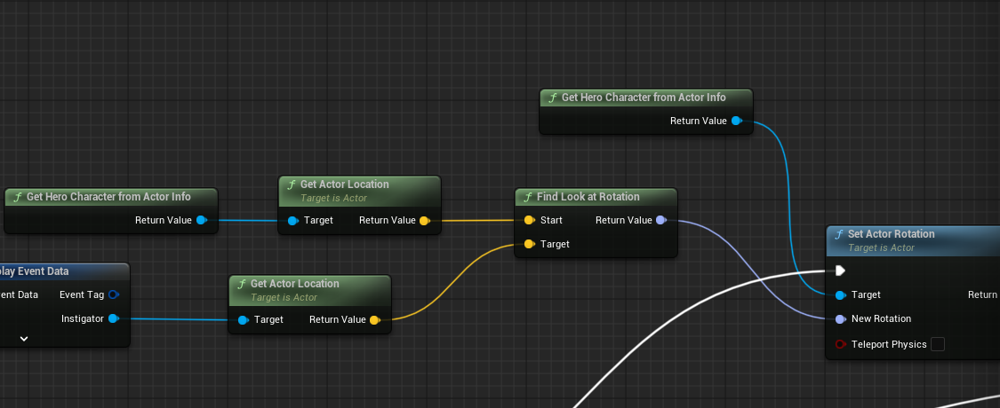 Get Hero Character from Actor Info
Return Value
Get Actor Location
Target is Actor
Target
Return Value
Get Hero Character from Actor Info
Return Value
Find Look at Rotation
Start
Return Value
Target
Set Actor Rotation
Target is Actor
Target
Return
New Rotation
Teleport Physics
Event Data
Event Tag
Instigator
Get Actor Location
Target is Actor
Target
Return Value